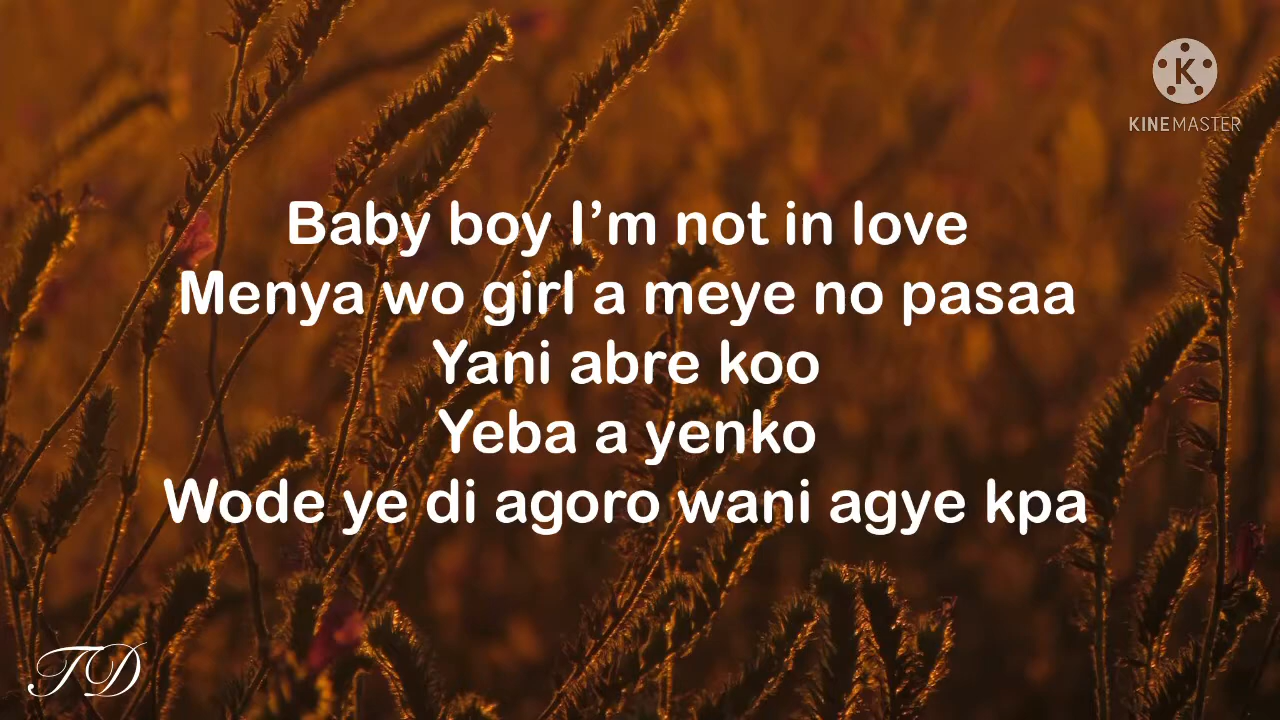 KINEMASTER
Baby boy I’m not in love
Menya wo girl a meye no pasaa
Yani abre koo
Yeba a yenko
Wode ye di agoro wani agye kpa
TD